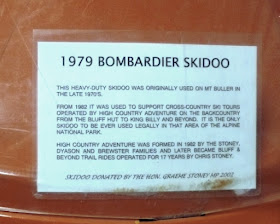 1979 BOMBARDIER SKIDOO
THIS HEAVY-DUTY SKIDOO WAS ORIGINALLY USED ON MT BULLER IN
THE LATE 1970'S.
FROM 1982 IT WAS USED TO SUPPORT CROSS-COUNTRY SKI TOURS
OPERATED BY HIGH COUNTRY ADVENTURE ON THE BACKCOUNTRY
FROM THE BLUFF HUT TO KING BILLY AND BEYOND. IT IS THE ONLY
SKIDOO TO BE EVER USED LEGALLY IN THAT AREA OF THE ALPINE
NATIONAL PARK.
HIGH COUNTRY ADVENTURE WAS FORMED IN 1982 BY THE STONEY,
DYASON AND BREWSTER FAMILIES AND LATER BECAME BLUFF &
BEYOND TRAIL RIDES OPERATED FOR 17 YEARS BY CHRIS STONEY.
SKIDOO DONATED BY THE HON. GRAEME STONEY MP 2002